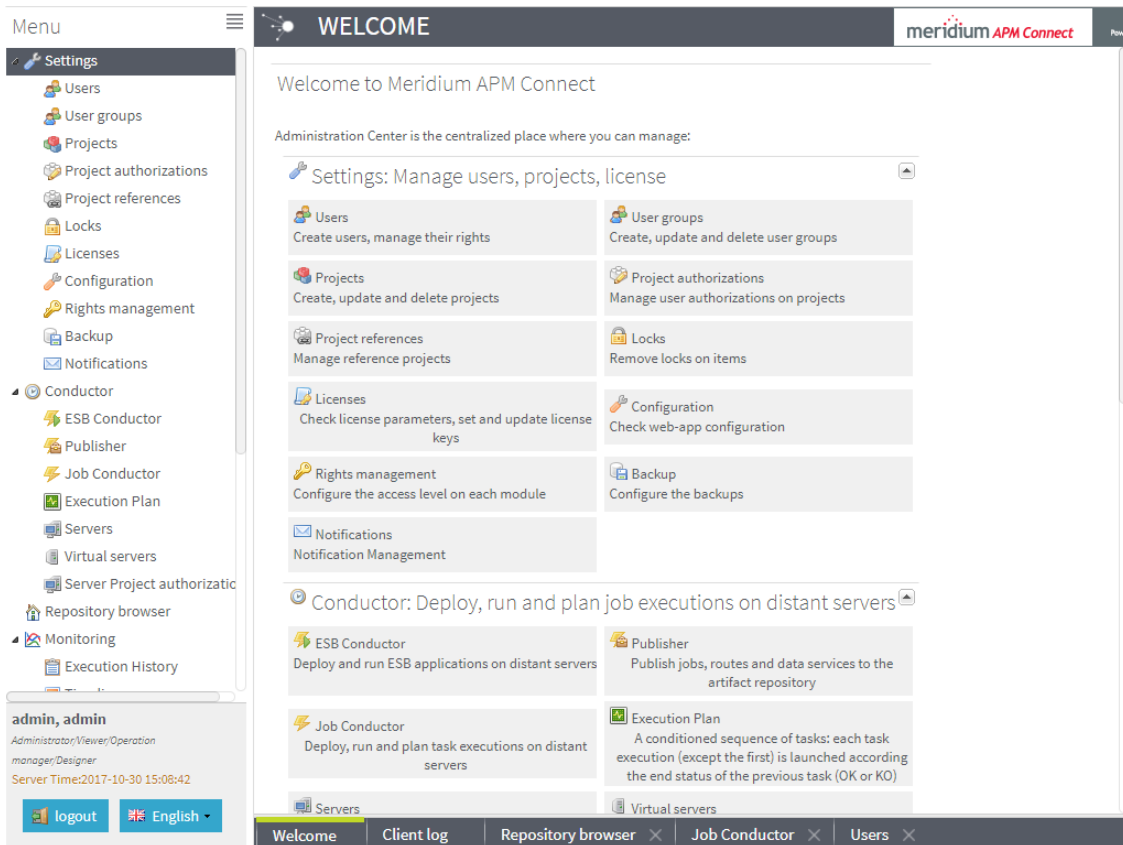 Menu
Settings
Users
User groups
Projects
Project authorizations
Project references
Locks
Licenses
Configuration
Rights management
Backup
Notifications
Conductor
ESB Conductor
Publisher
Job Conductor
Execution Plan
Servers
Virtual servers
Server Project authorizatio
Repository browser
Monitoring
Execution History
admin, admin
Administrator/Viewer/Operation
manager/Designer
Server Time:2017-10-30 15:08:42
logout
English
WELCOME
meridium APM Connect
Pow
Welcome to Meridium APM Connect
Administration Center is the centralized place where you can manage:
Settings: Manage users, projects, license
Users
Create users, manage their rights
User groups
Create, update and delete user groups
Projects
Create, update and delete projects
Project authorizations
Manage user authorizations on projects
Project references
Manage reference projects
Locks
Remove locks on items
Licenses
Check license parameters, set and update license
keys
Configuration
Check web-app configuration
Rights management
Configure the access level on each module
Backup
Configure the backups
Notifications
Notification Management
Conductor: Deploy, run and plan job executions on distant servers
ESB Conductor
Deploy and run ESB applications on distant servers
Publisher
Publish jobs, routes and data services to the
artifact repository
Job Conductor
Deploy, run and plan task executions on distant
servers
Execution Plan
A conditioned sequence of tasks: each task
execution (except the first) is launched according
the end status of the previous task (OK or KO)
Servers
Virtual servers
Welcome
Client log
Repository browser
Job Conductor
Users